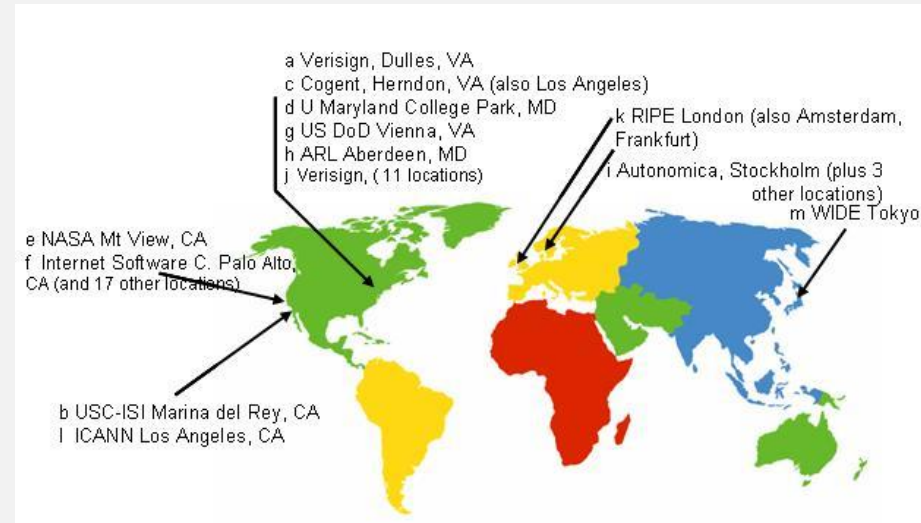 a Verisign, Dulles, VA
c Cogent, Herndon, VA (also Los Angeles)
d U Maryland College Park, MD
g US DoD Vienna, VA
h ARL Aberdeen, MD
j Verisign, ( 11 locations)
k RIPE London (also Amsterdam,
Frankfurt)
i Autonomica, Stockholm (plus 3
other locations)
m WIDE Tokyo
e NASA Mt View, CA
f Internet Software C. Palo Alto,
CA (and 17 other locations)
b USC-ISI Marina del Rey, CA
l ICANN Los Angeles, CA